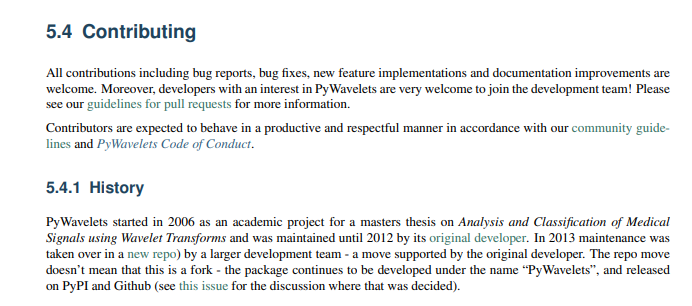 5.4 Contributing
All contributions including bug reports, bug fixes, new feature implementations and documentation improvements are
welcome. Moreover, developers with an interest in PyWavelets are very welcome to join the development team! Please
see our guidelines for pull requests for more information.
Contributors are expected to behave in a productive and respectful manner in accordance with our community guide-
lines and PyWavelets Code of Conduct.
5.4.1 History
PyWavelets started in 2006 as an academic project for a masters thesis on Analysis and Classification of Medical
Signals using Wavelet Transforms and was maintained until 2012 by its original developer. In 2013 maintenance was
taken over in a new repo) by a larger development team - a move supported by the original developer. The repo move
doesn't mean that this is a fork - the package continues to be developed under the name “PyWavelets”, and released
on PyPI and Github (see this issue for the discussion where that was decided).